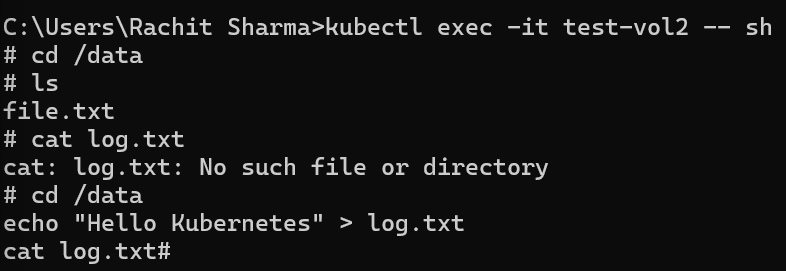 C:\Users\Rachit Sharma>kubectl exec -it test-vol2 -- sh
# cd /data
# ls
file.txt
# cat log.txt
cat: log.txt: No such file or directory
# cd /data
echo "Hello Kubernetes" > log.txt
cat log.txt#